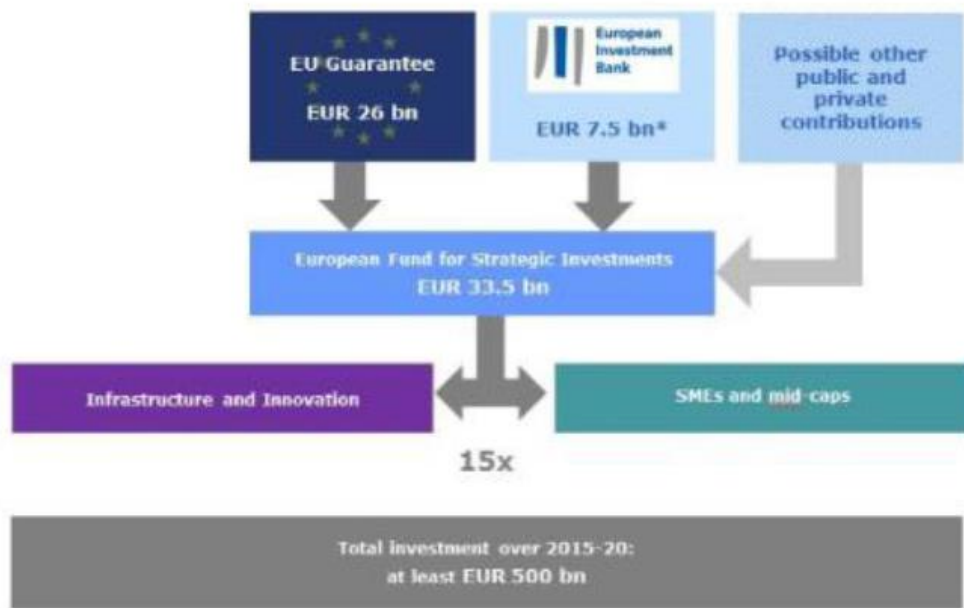 EU Guarantee
EUR 26 bn
European
Investment
Bank
EUR 7.5 bn*
Possible other
public and
private
contributions
European Fund for Strategic Investments
EUR 33.5 bn
Infrastructure and Innovation
SMEs and mid-caps
15x
Total investment over 2015-20:
at least EUR 500 bn